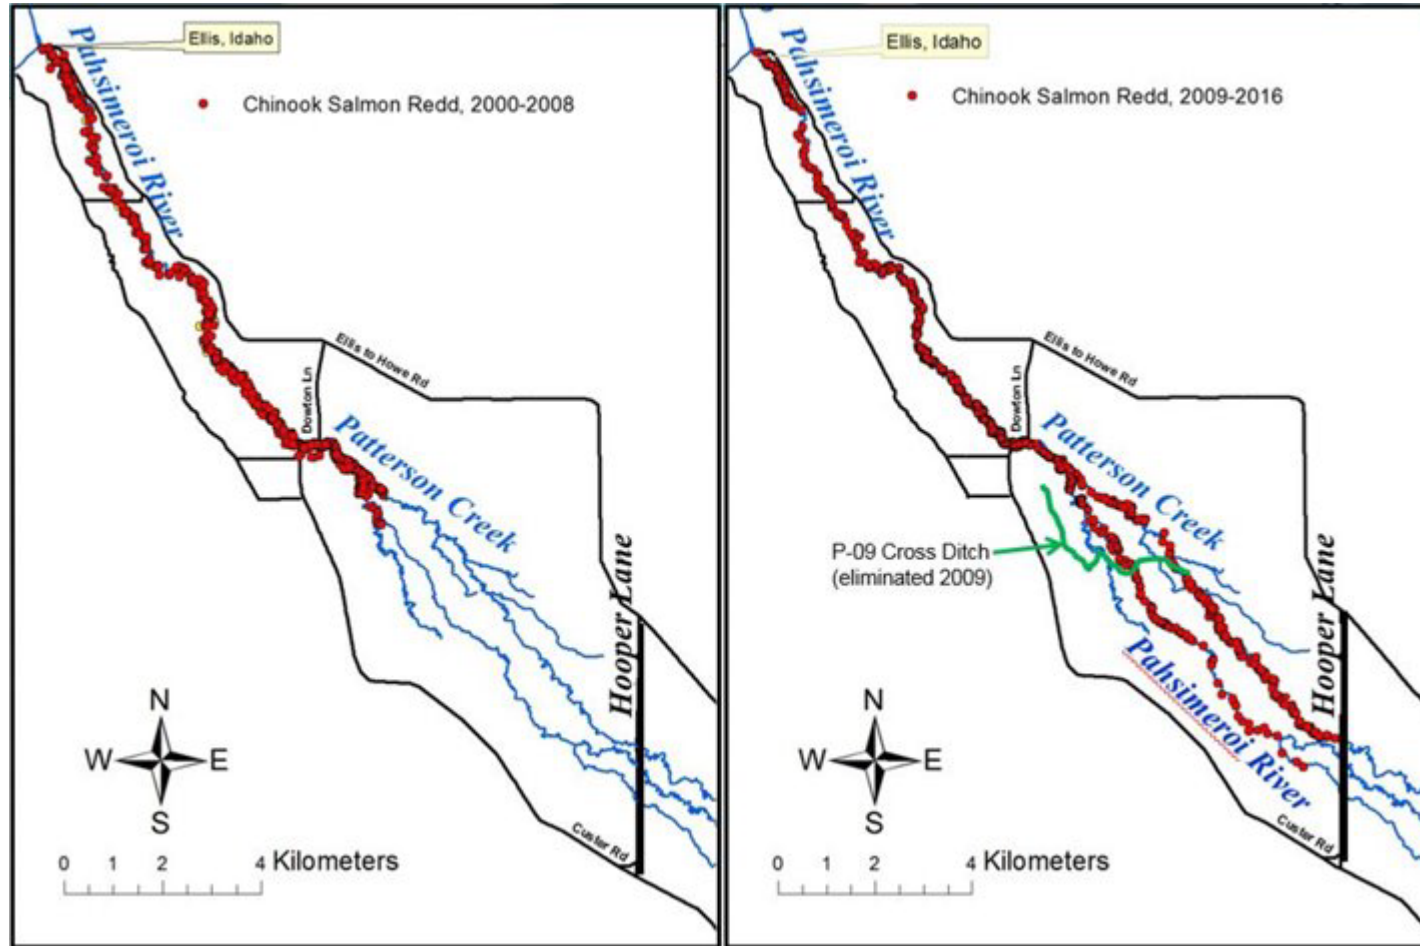 Ellis, Idaho
Pahsimeroi River
Chinook Salmon Redd, 2000-2008
Ellis to Howe Rd
Dowton Ln
Patterson Creek
Hooper Lane
N
W E
S
Custer Rd
0 1 2 4 Kilometers
Ellis, Idaho
Pahsimeroi River
Chinook Salmon Redd, 2009-2016
Ellis to Howe Rd
Dowton Ln
Patterson Creek
P-09 Cross Ditch
(eliminated 2009)
Hooper Lane
Pahsimeroi River
N
W E
S
Custer Rd
0 1 2 4 Kilometers